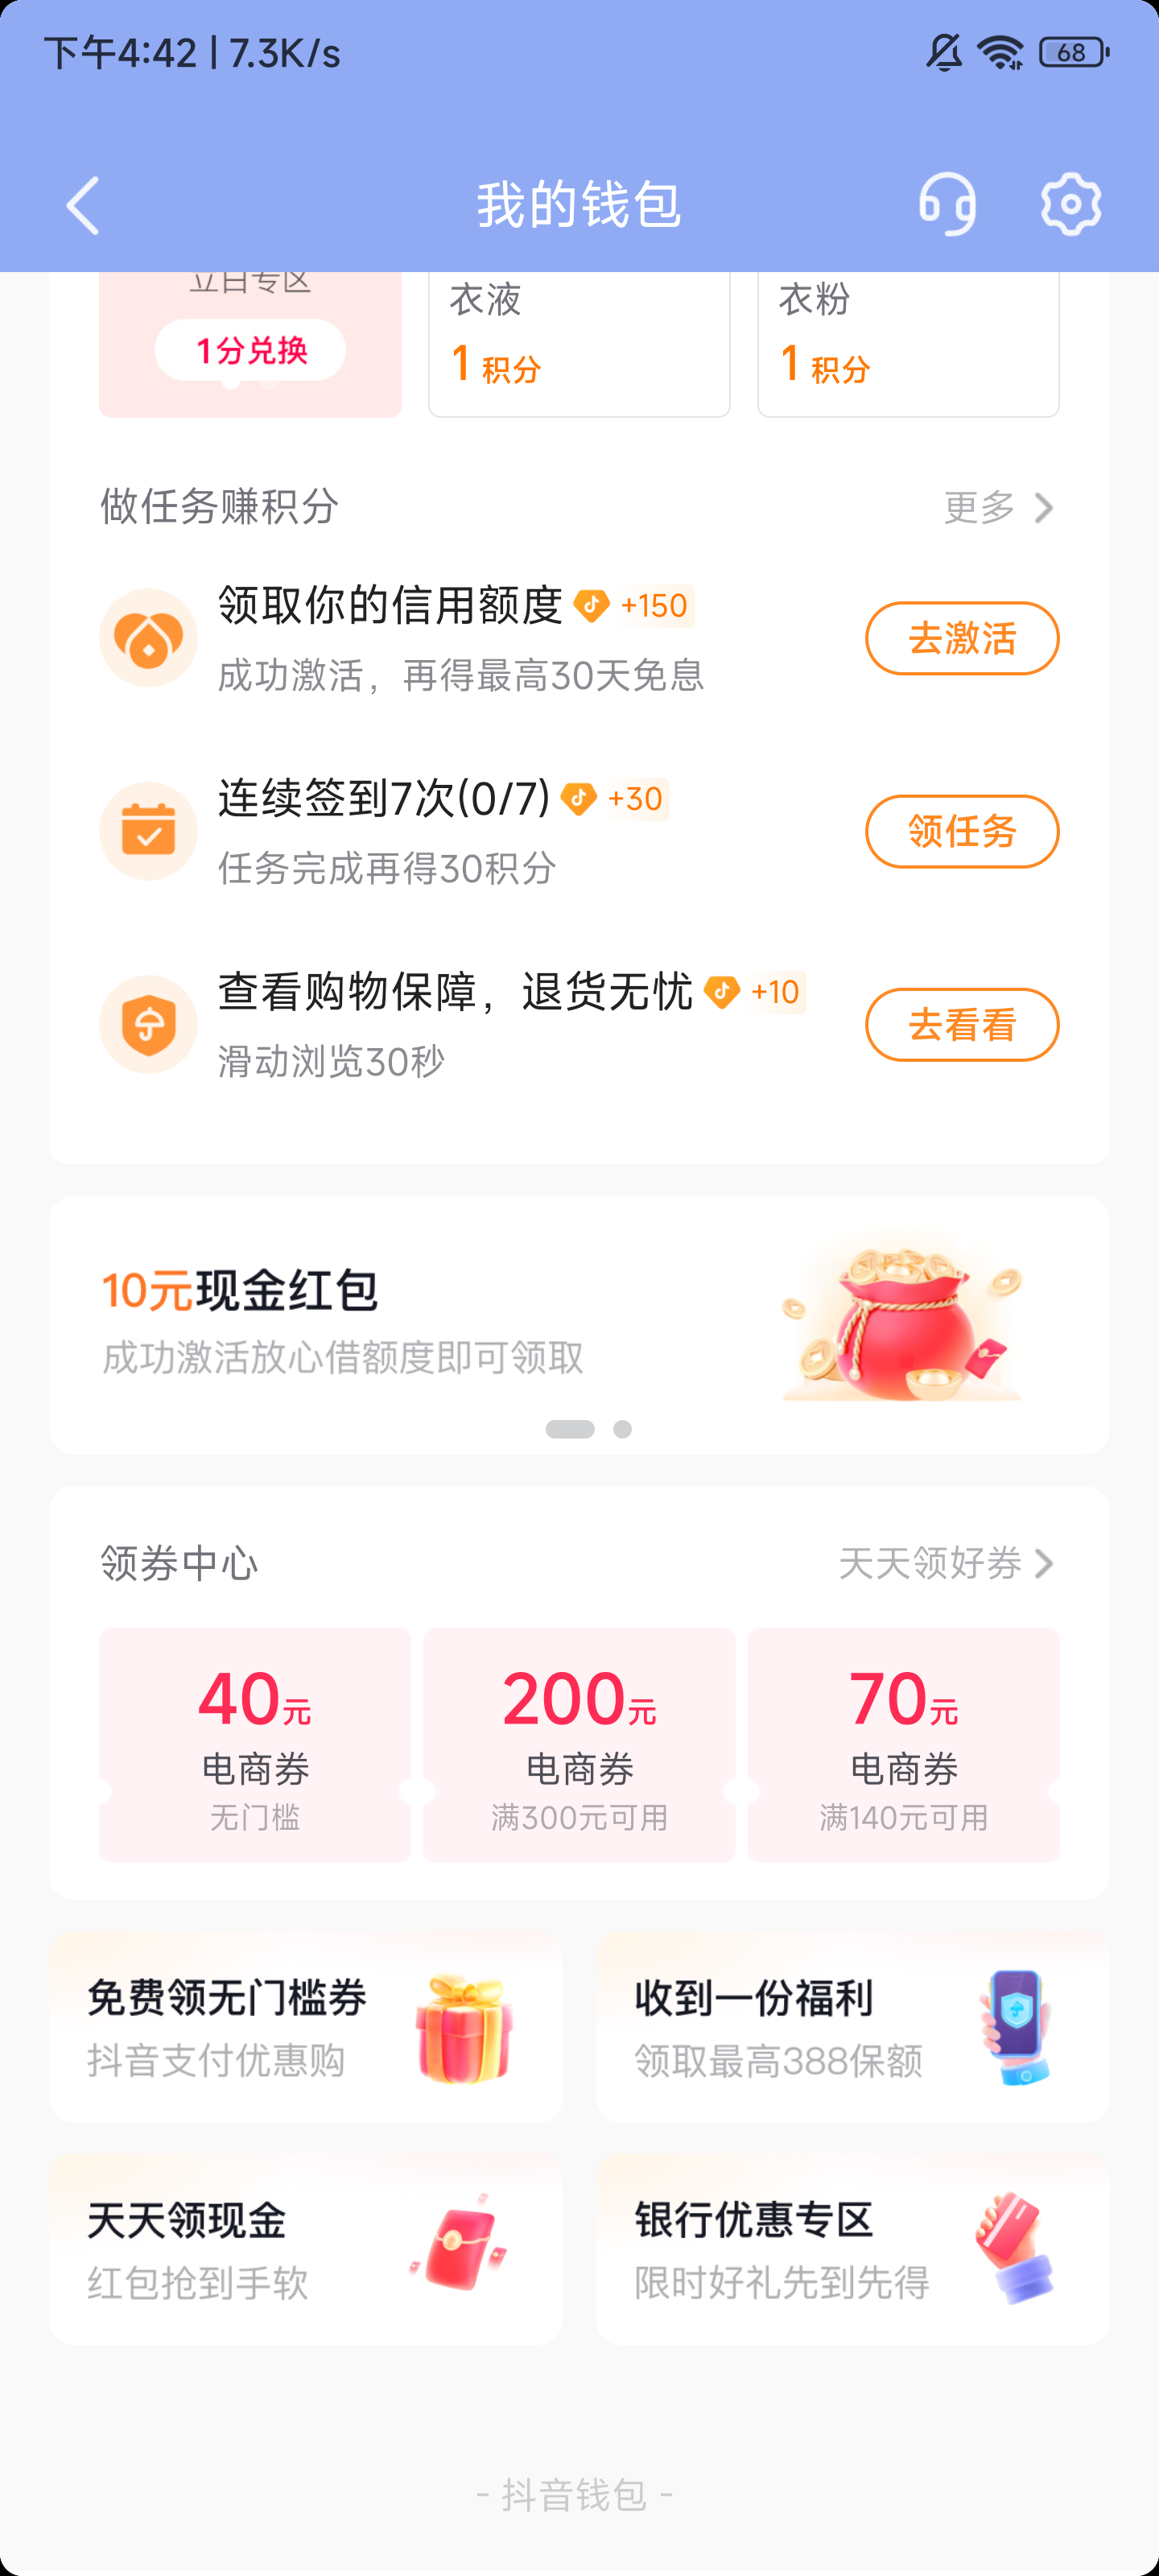 下午4:42 | 7.3K/s
68
我的钱包
1分兑换
衣液
1 积分
衣粉
1 积分
做任务赚积分
更多
领取你的信用额度 +150
成功激活，再得最高30天免息
去激活
连续签到7次(0/7) +30
任务完成再得30积分
领任务
查看购物保障，退货无忧 +10
滑动浏览30秒
去看看
10元现金红包
成功激活放心借额度即可领取
领券中心
天天领好券
40元
电商券
无门槛
200元
电商券
满300元可用
70元
电商券
满140元可用
免费领无门槛券
抖音支付优惠购
收到一份福利
领取最高388保额
天天领现金
红包抢到手软
银行优惠专区
限时好礼先到先得
- 抖音钱包 -